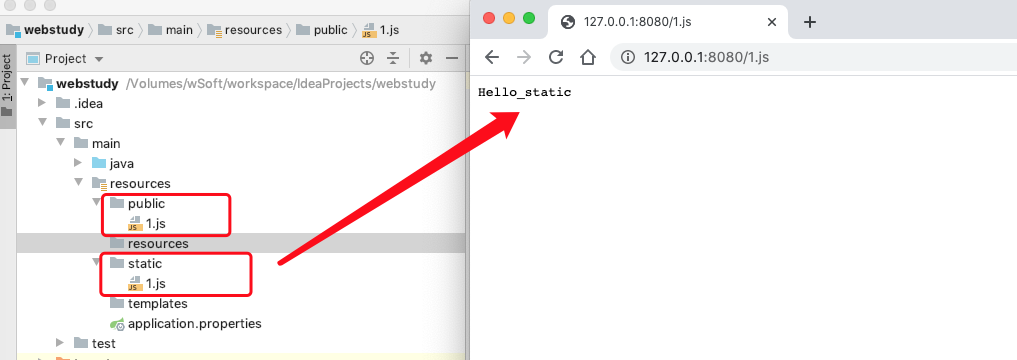 webstudy src main resources public 1.js
1: Project
Project
webstudy /Volumes/wSoft/workspace/IdeaProjects/webstudy
.idea
src
main
java
resources
public
JS 1.js
resources
static
JS 1.js
templates
application.properties
test
127.0.0.1:8080/1.js
127.0.0.1:8080/1.js
Hello_static